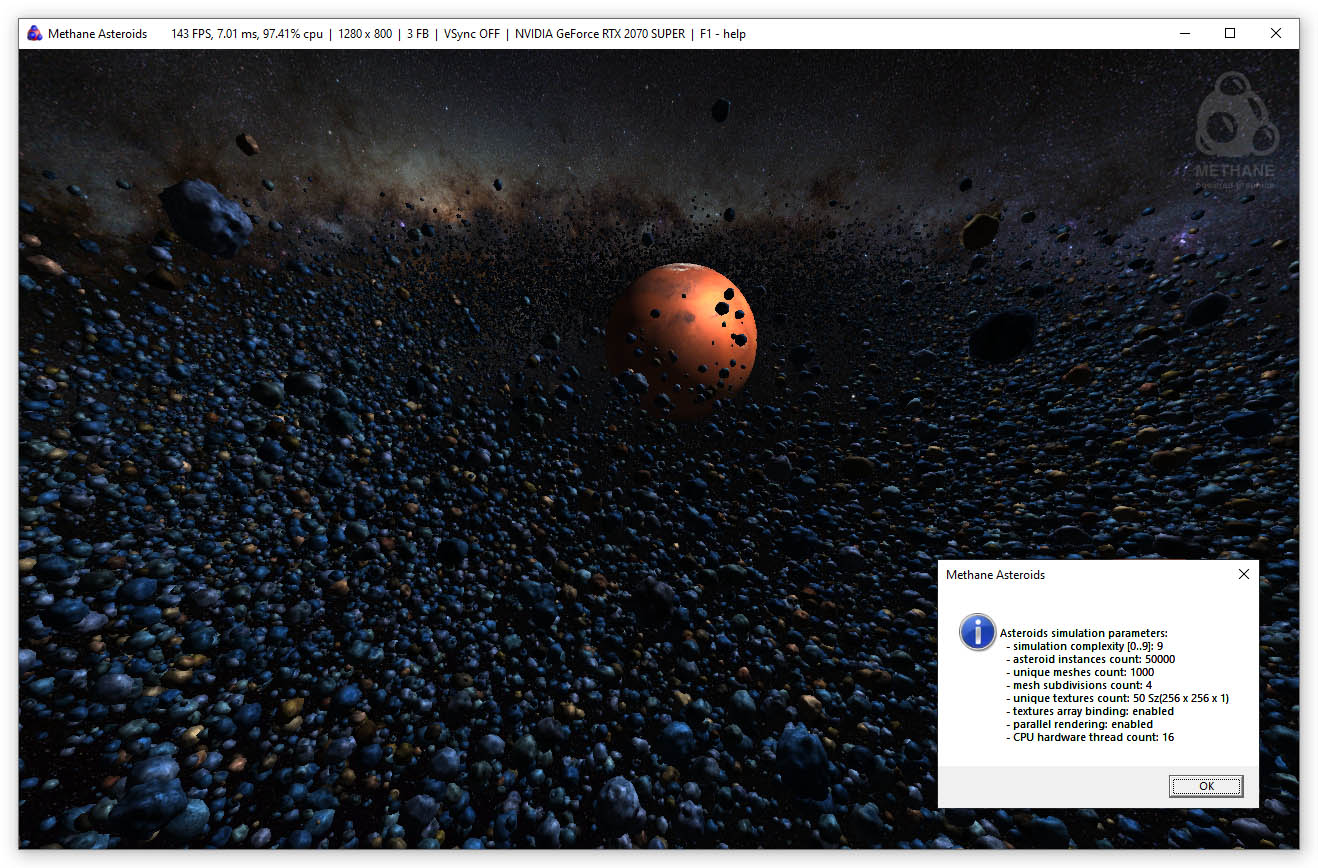 Methane Asteroids 143 FPS, 7.01 ms, 97.41% cpu | 1280 x 800 | 3 FB | VSync OFF | NVIDIA GeForce RTX 2070 SUPER | F1 - help
METHANE
Methane Asteroids
Asteroids simulation parameters:
- simulation complexity [0..9]: 9
- asteroid instances count: 50000
- unique meshes count: 1000
- mesh subdivisions count: 4
- unique textures count: 50 Sz(256 x 256 x 1)
- textures array binding: enabled
- parallel rendering: enabled
- CPU hardware thread count: 16
OK